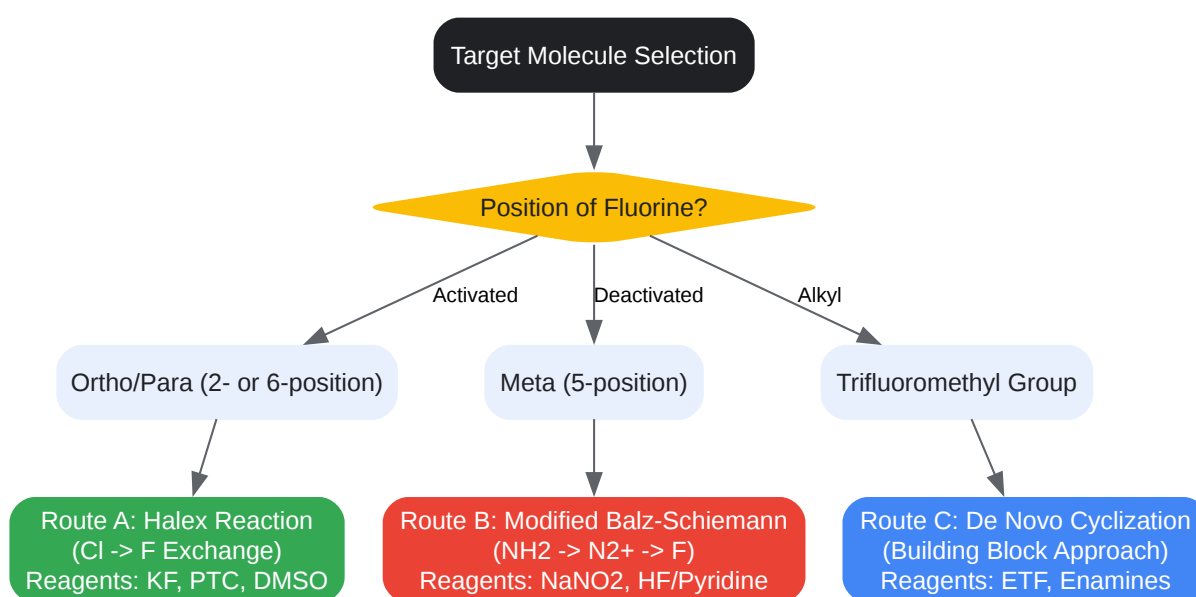 Target Molecule Selection
Position of Fluorine?
Activated
Deactivated
Alkyl
Ortho/Para (2- or 6-position)
Meta (5-position)
Trifluoromethyl Group
Route A: Halex Reaction
(Cl -> F Exchange)
Reagents: KF, PTC, DMSO
Route B: Modified Balz-Schiemann
(NH2 -> N2+ -> F)
Reagents: NaNO2, HF/Pyridine
Route C: De Novo Cyclization
(Building Block Approach)
Reagents: ETF, Enamines